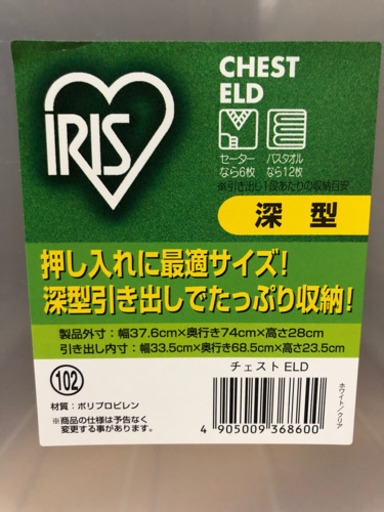 IRIS
CHEST
ELD
セーター
なら6枚
バスタオル
なら12枚
※引き出し1段あたりの収納目安
深型
押し入れに最適サイズ!
深型引き出しでたっぷり収納!
製品外寸：幅37.6cm×奥行き74cm×高さ28cm
引き出し内寸：幅33.5cm×奥行き68.5cm×高さ23.5cm
102
チェスト ELD
ホワイト／クリア
材質：ポリプロピレン
※商品の仕様は予告なく
変更する事があります。
4 905009 368600